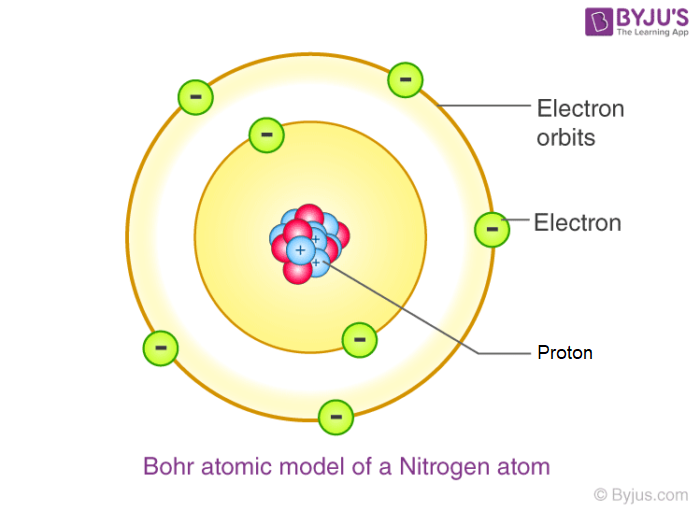 BYJU'S
The Learning App
Electron
orbits
Electron
Proton
Bohr atomic model of a Nitrogen atom
© Byjus.com